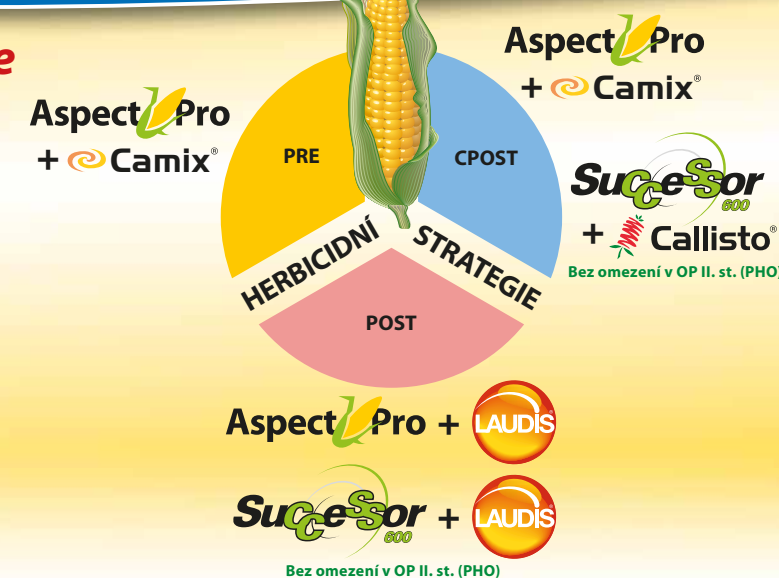 e
Aspect Pro
+ Camix®
PRE
CPOST
Aspect Pro
+ Camix®
Successor
600
+ Callisto®
Bez omezení v OP II. st. (PHO)
HERBICIDNÍ STRATEGIE
POST
Aspect Pro + LAUDIS
Successor 600 + LAUDIS
Bez omezení v OP II. st. (PHO)